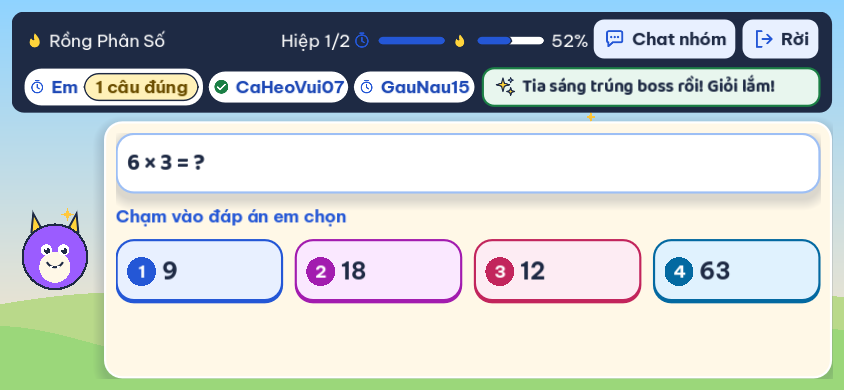 Rồng Phân Số
Hiệp 1/2
52%
Chat nhóm
Rời
Em 1 câu đúng
CaHeoVui07
GauNau15
Tia sáng trúng boss rồi! Giỏi lắm!
6 × 3 = ?
Chạm vào đáp án em chọn
1 9
2 18
3 12
4 63